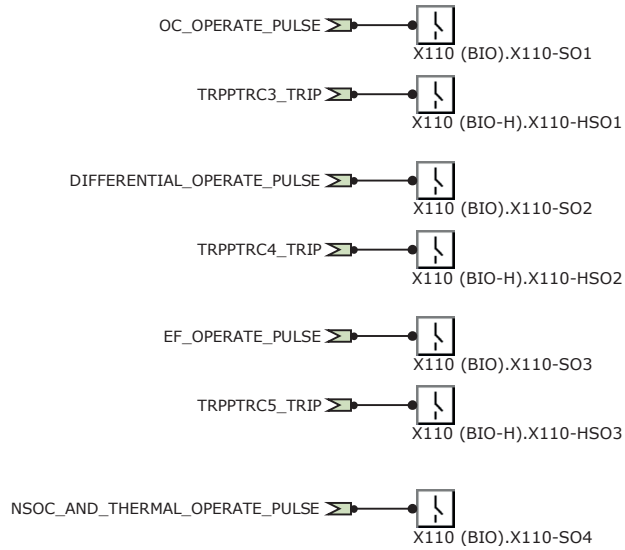 OC_OPERATE_PULSE
X110 (BIO).X110-SO1
TRPPTRC3_TRIP
X110 (BIO-H).X110-HSO1
DIFFERENTIAL_OPERATE_PULSE
X110 (BIO).X110-SO2
TRPPTRC4_TRIP
X110 (BIO-H).X110-HSO2
EF_OPERATE_PULSE
X110 (BIO).X110-SO3
TRPPTRC5_TRIP
X110 (BIO-H).X110-HSO3
NSOC_AND_THERMAL_OPERATE_PULSE
X110 (BIO).X110-SO4